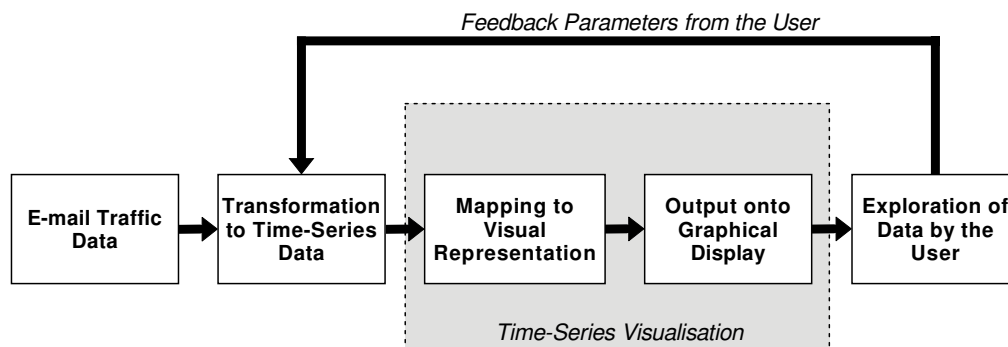 Feedback Parameters from the User
E-mail Traffic
Data
Transformation
to Time-Series
Data
Mapping to
Visual
Representation
Output onto
Graphical
Display
Exploration of
Data by the
User
Time-Series Visualisation